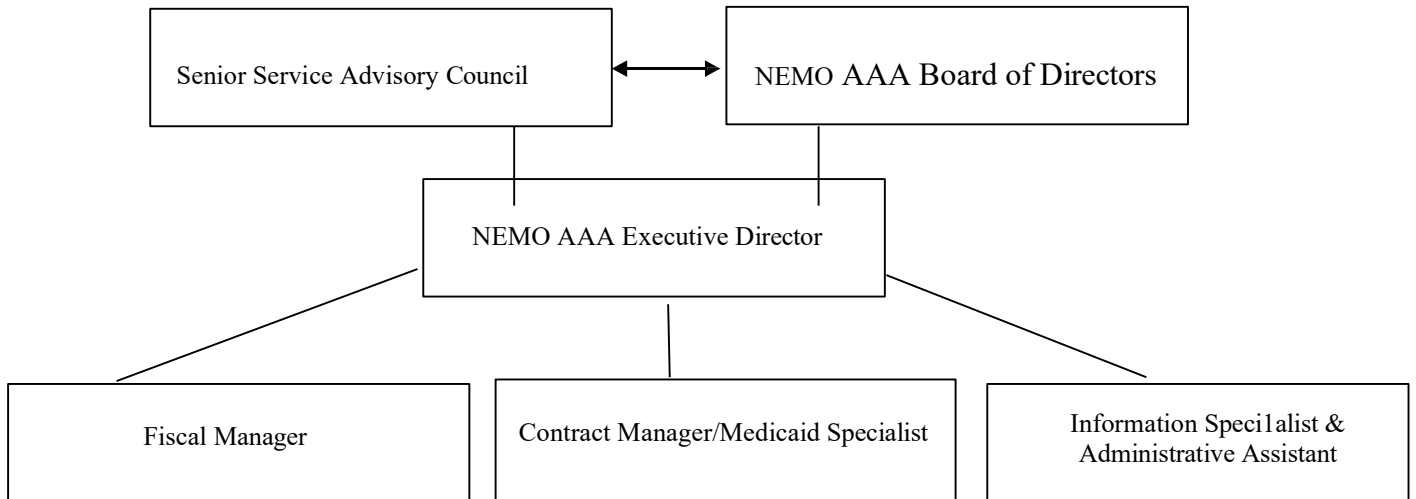 Senior Service Advisory Council
NEMO AAA Board of Directors
NEMO AAA Executive Director
Fiscal Manager
Contract Manager/Medicaid Specialist
Information Speci1alist &
Administrative Assistant